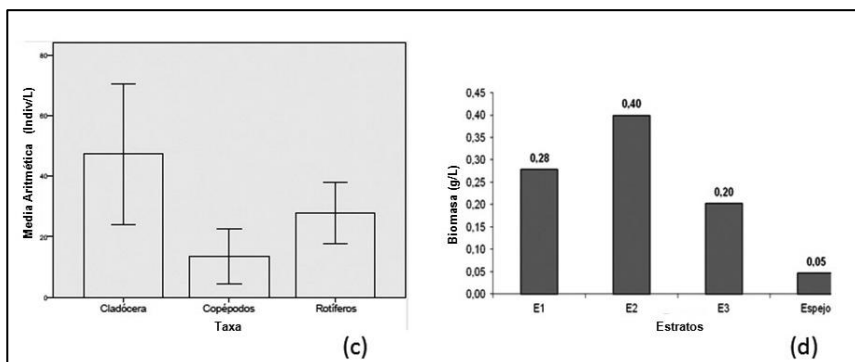 Media Aritmética (Indiv/L)
80
60
40
20
0
Cladócera Copépodos Rotíferos
Taxa
(c)
Biomasa (g/L)
0,45
0,40
0,35
0,30
0,25
0,20
0,15
0,10
0,05
0,00
0,28
0,40
0,20
0,05
E1 E2 E3 Espejo
Estratos
(d)